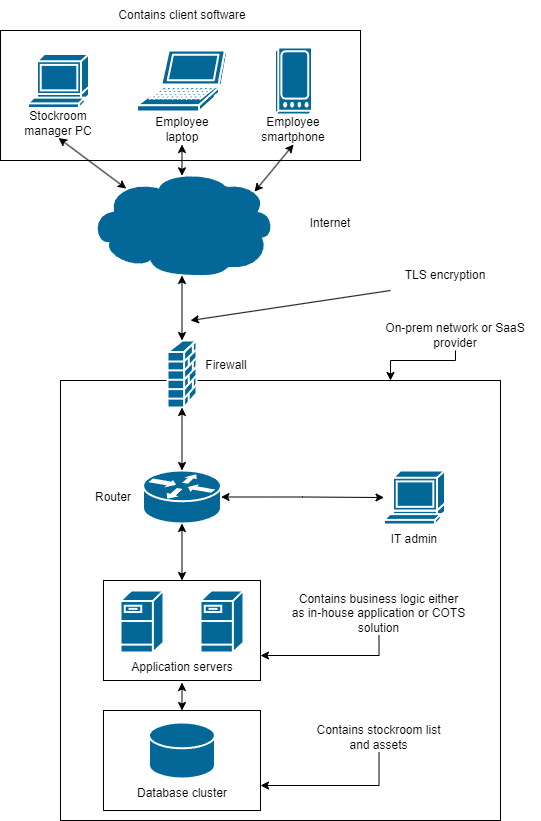 Contains client software
Stockroom
manager PC
Employee
laptop
Employee
smartphone
Internet
TLS encryption
On-prem network or SaaS
provider
Firewall
Router
IT admin
Contains business logic either
as in-house application or COTS
solution
Application servers
Contains stockroom list
and assets
Database cluster